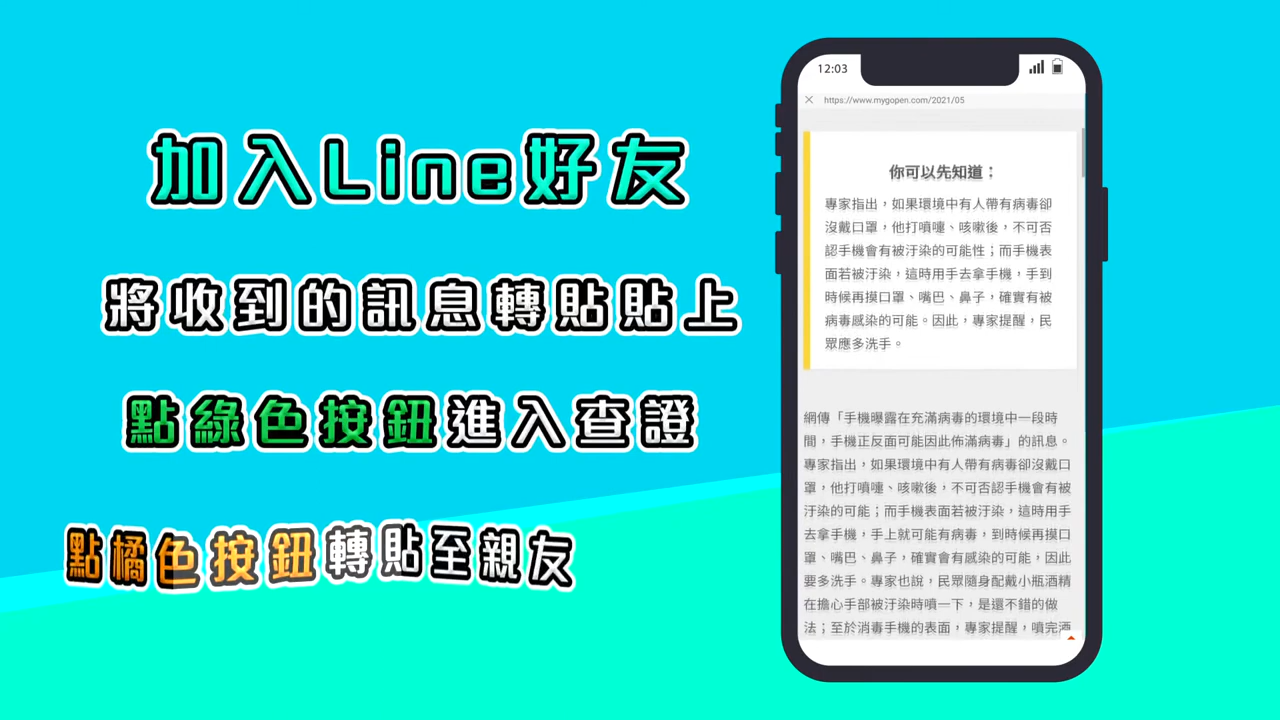 加入Line好友
將收到的訊息轉貼貼上
點綠色按鈕進入查證
點橘色按鈕轉貼至親友
12:03
https://www.mygopen.com/2021/05
你可以先知道：
專家指出，如果環境中有人帶有病毒卻
沒戴口罩，他打噴嚏、咳嗽後，不可否
認手機會有被汙染的可能性；而手機表
面若被汙染，這時用手去拿手機，手到
時候再摸口罩、嘴巴、鼻子，確實有被
病毒感染的可能。因此，專家提醒，民
眾應多洗手。
網傳「手機曝露在充滿病毒的環境中一段時
間，手機正反面可能因此佈滿病毒」的訊息。
專家指出，如果環境中有人帶有病毒卻沒戴口
罩，他打噴嚏、咳嗽後，不可否認手機會有被
汙染的可能；而手機表面若被汙染，這時用手
去拿手機，手上就可能有病毒，到時候再摸口
罩、嘴巴、鼻子，確實會有感染的可能，因此
要多洗手。專家也說，民眾隨身配戴小瓶酒精
在擔心手部被汙染時噴一下，是還不錯的做
法；至於消毒手機的表面，專家提醒，噴完酒